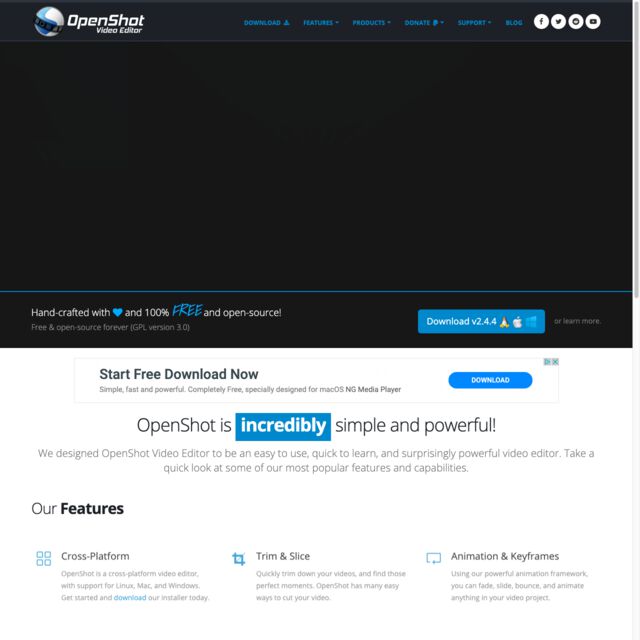 OpenShot
Video Editor
DOWNLOAD FEATURES PRODUCTS DONATE SUPPORT BLOG
Hand-crafted with and 100% FREE and open-source!
Free & open-source forever (GPL version 3.0)
Download v2.4.4 or learn more.
Start Free Download Now
Simple, fast and powerful. Completely Free, specially designed for macOS NG Media Player
DOWNLOAD
OpenShot is incredibly simple and powerful!
We designed OpenShot Video Editor to be an easy to use, quick to learn, and surprisingly powerful video editor. Take a
quick look at some of our most popular features and capabilities.
Our Features
Cross-Platform
OpenShot is a cross-platform video editor,
with support for Linux, Mac, and Windows.
Get started and download our installer today.
Trim & Slice
Quickly trim down your videos, and find those
perfect moments. OpenShot has many easy
ways to cut your video.
Animation & Keyframes
Using our powerful animation framework,
you can fade, slide, bounce, and animate
anything in your video project.